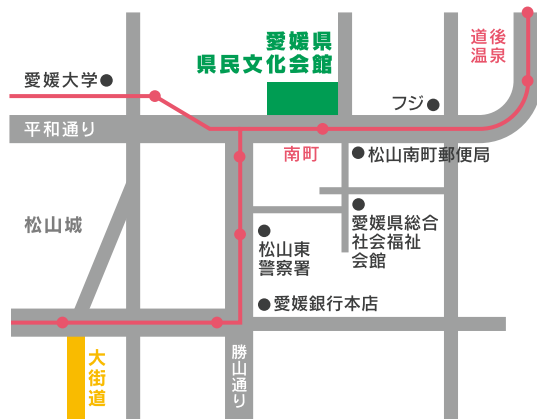 愛媛県
県民文化会館
道後
温泉
愛媛大学
フジ
平和通り
南町
松山南町郵便局
松山城
愛媛県総合
社会福祉
会館
松山東
警察署
愛媛銀行本店
大街道
勝山通り